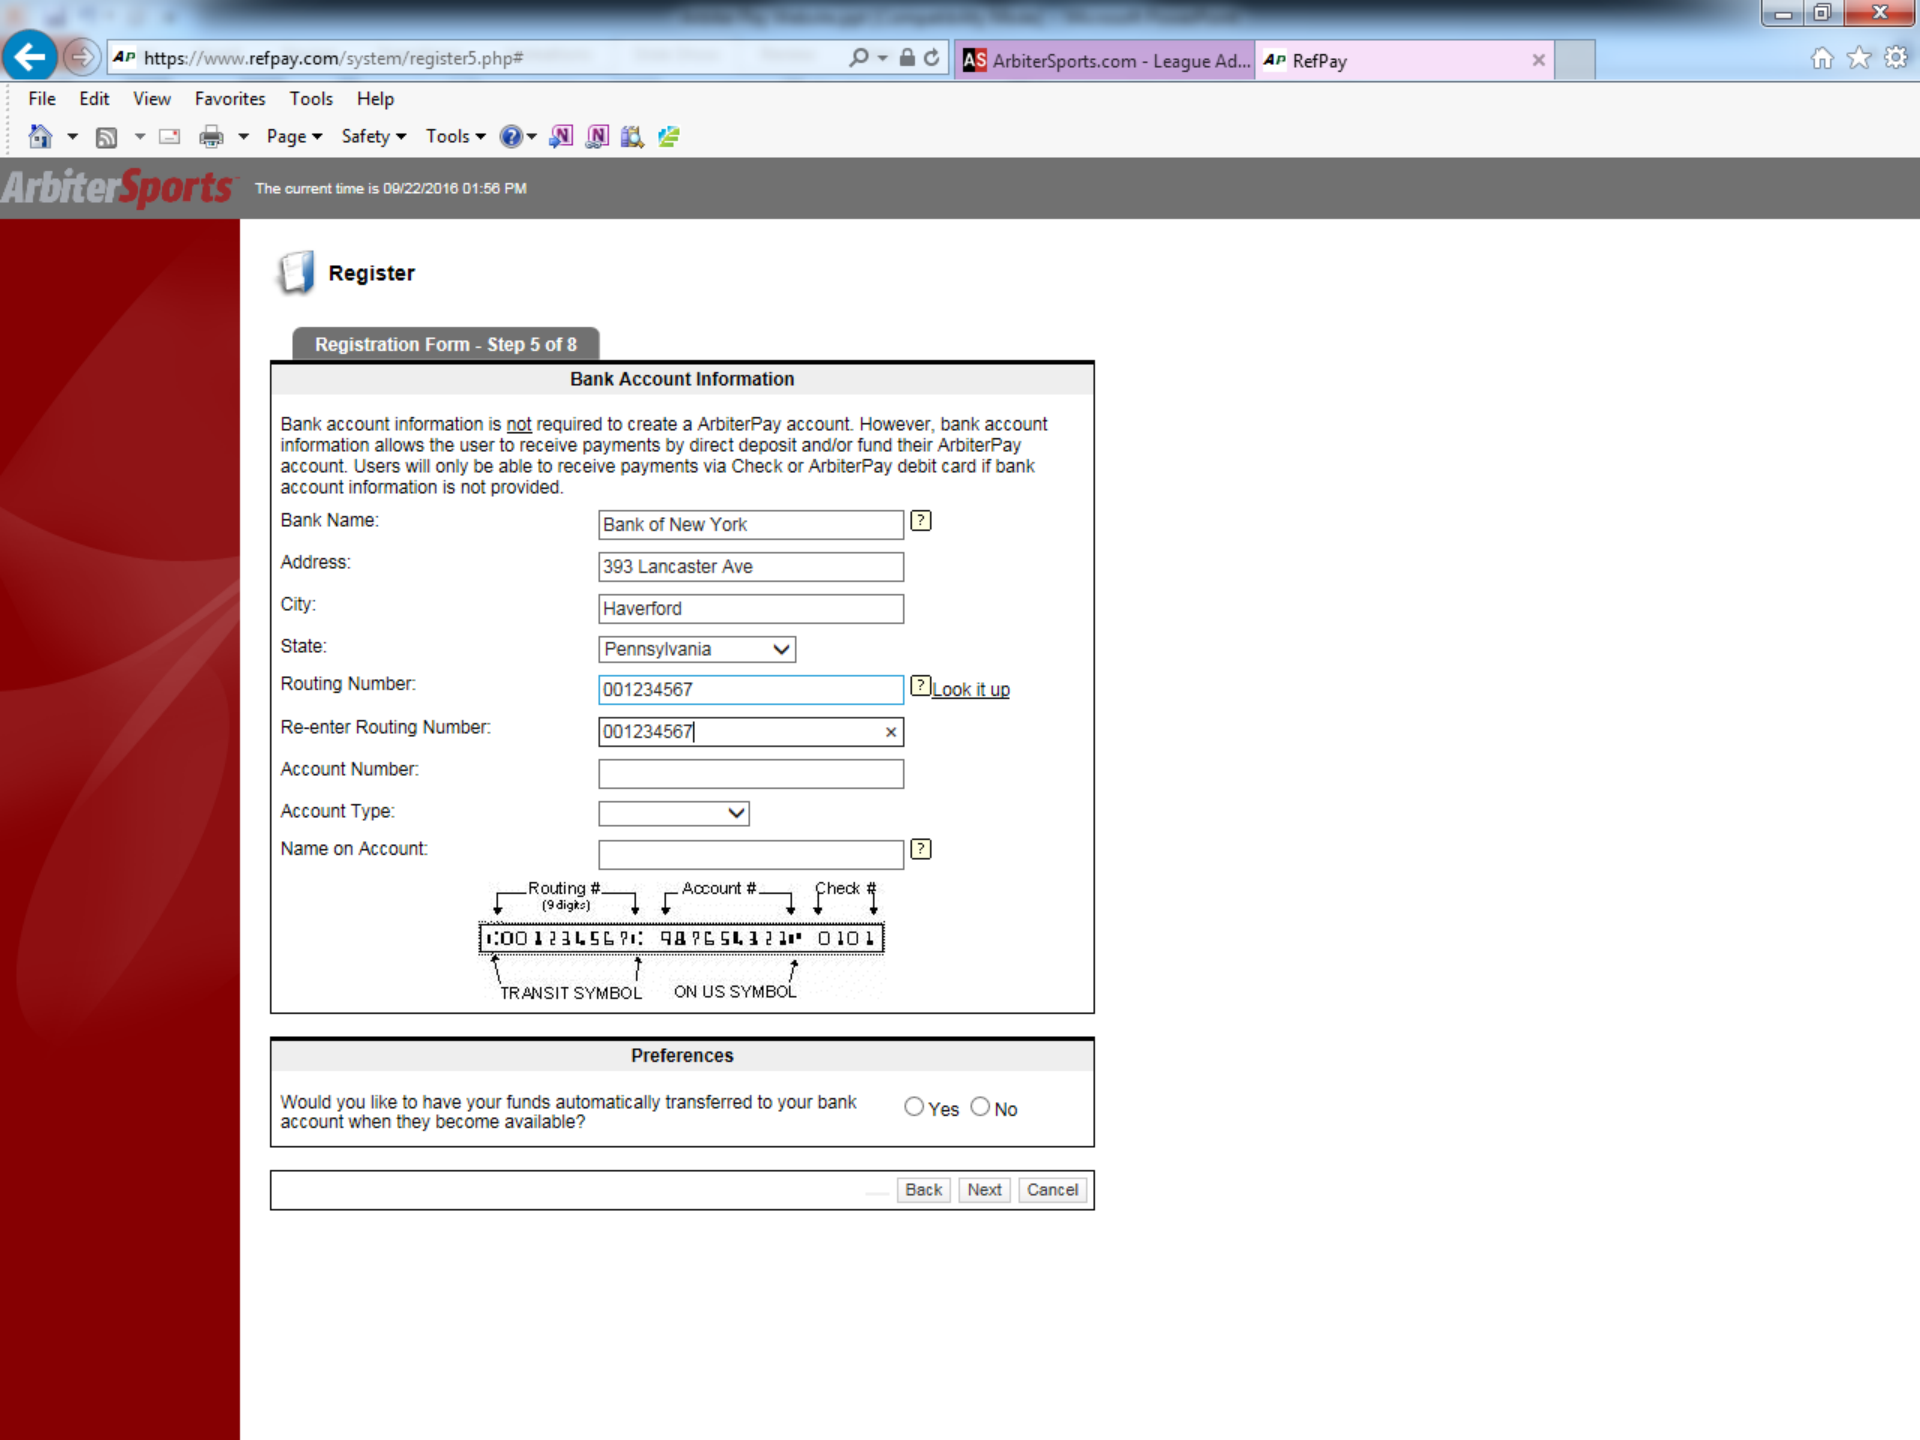 https://www.refpay.com/system/register5.php#
AS ArbiterSports.com - League Ad...
AP RefPay
File Edit View Favorites Tools Help
Page Safety Tools
ArbiterSports The current time is 09/22/2016 01:56 PM
Register
Registration Form - Step 5 of 8
Bank Account Information
Bank account information is not required to create a ArbiterPay account. However, bank account
information allows the user to receive payments by direct deposit and/or fund their ArbiterPay
account. Users will only be able to receive payments via Check or ArbiterPay debit card if bank
account information is not provided.
Bank Name: Bank of New York ?
Address: 393 Lancaster Ave
City: Haverford
State: Pennsylvania
Routing Number: 001234567 ? Look it up
Re-enter Routing Number: 001234567
Account Number:
Account Type:
Name on Account: ?
Routing # Account # Check #
(9 digits)
⑆001234567⑆ 987654321⑈ 0101
TRANSIT SYMBOL ON US SYMBOL
Preferences
Would you like to have your funds automatically transferred to your bank
account when they become available? Yes No
Back Next Cancel